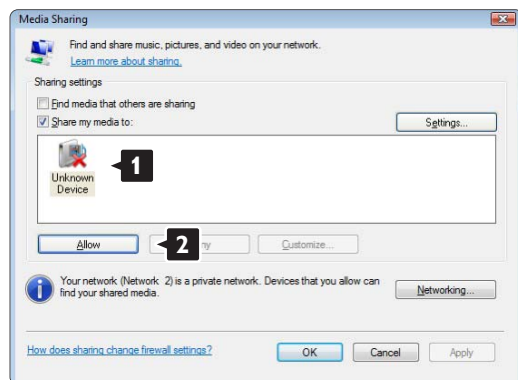 Media Sharing
Find and share music, pictures, and video on your network.
Learn more about sharing.
Sharing settings
Find media that others are sharing
Share my media to:
Settings...
Unknown
Device
1
Allow
2
Customize...
Your network (Network 2) is a private network. Devices that you allow can
find your shared media.
Networking...
How does sharing change firewall settings?
OK
Cancel
Apply